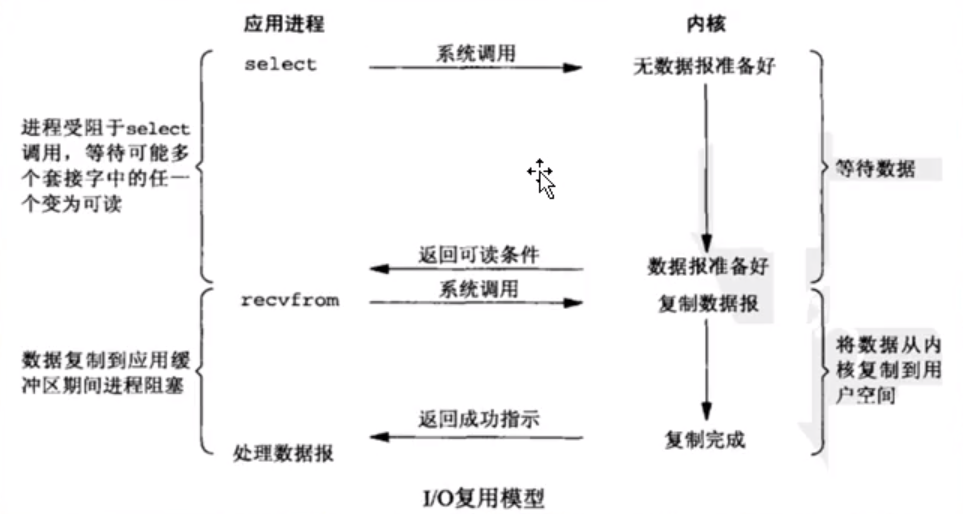 应用进程
内核
select
系统调用
无数据报准备好
进程受阻于select
调用，等待可能多
个套接字中的任一
个变为可读
等待数据
返回可读条件
数据报准备好
recvfrom
系统调用
复制数据报
数据复制到应用缓
冲区期间进程阻塞
将数据从内
核复制到用
户空间
返回成功指示
复制完成
处理数据报
I/O复用模型